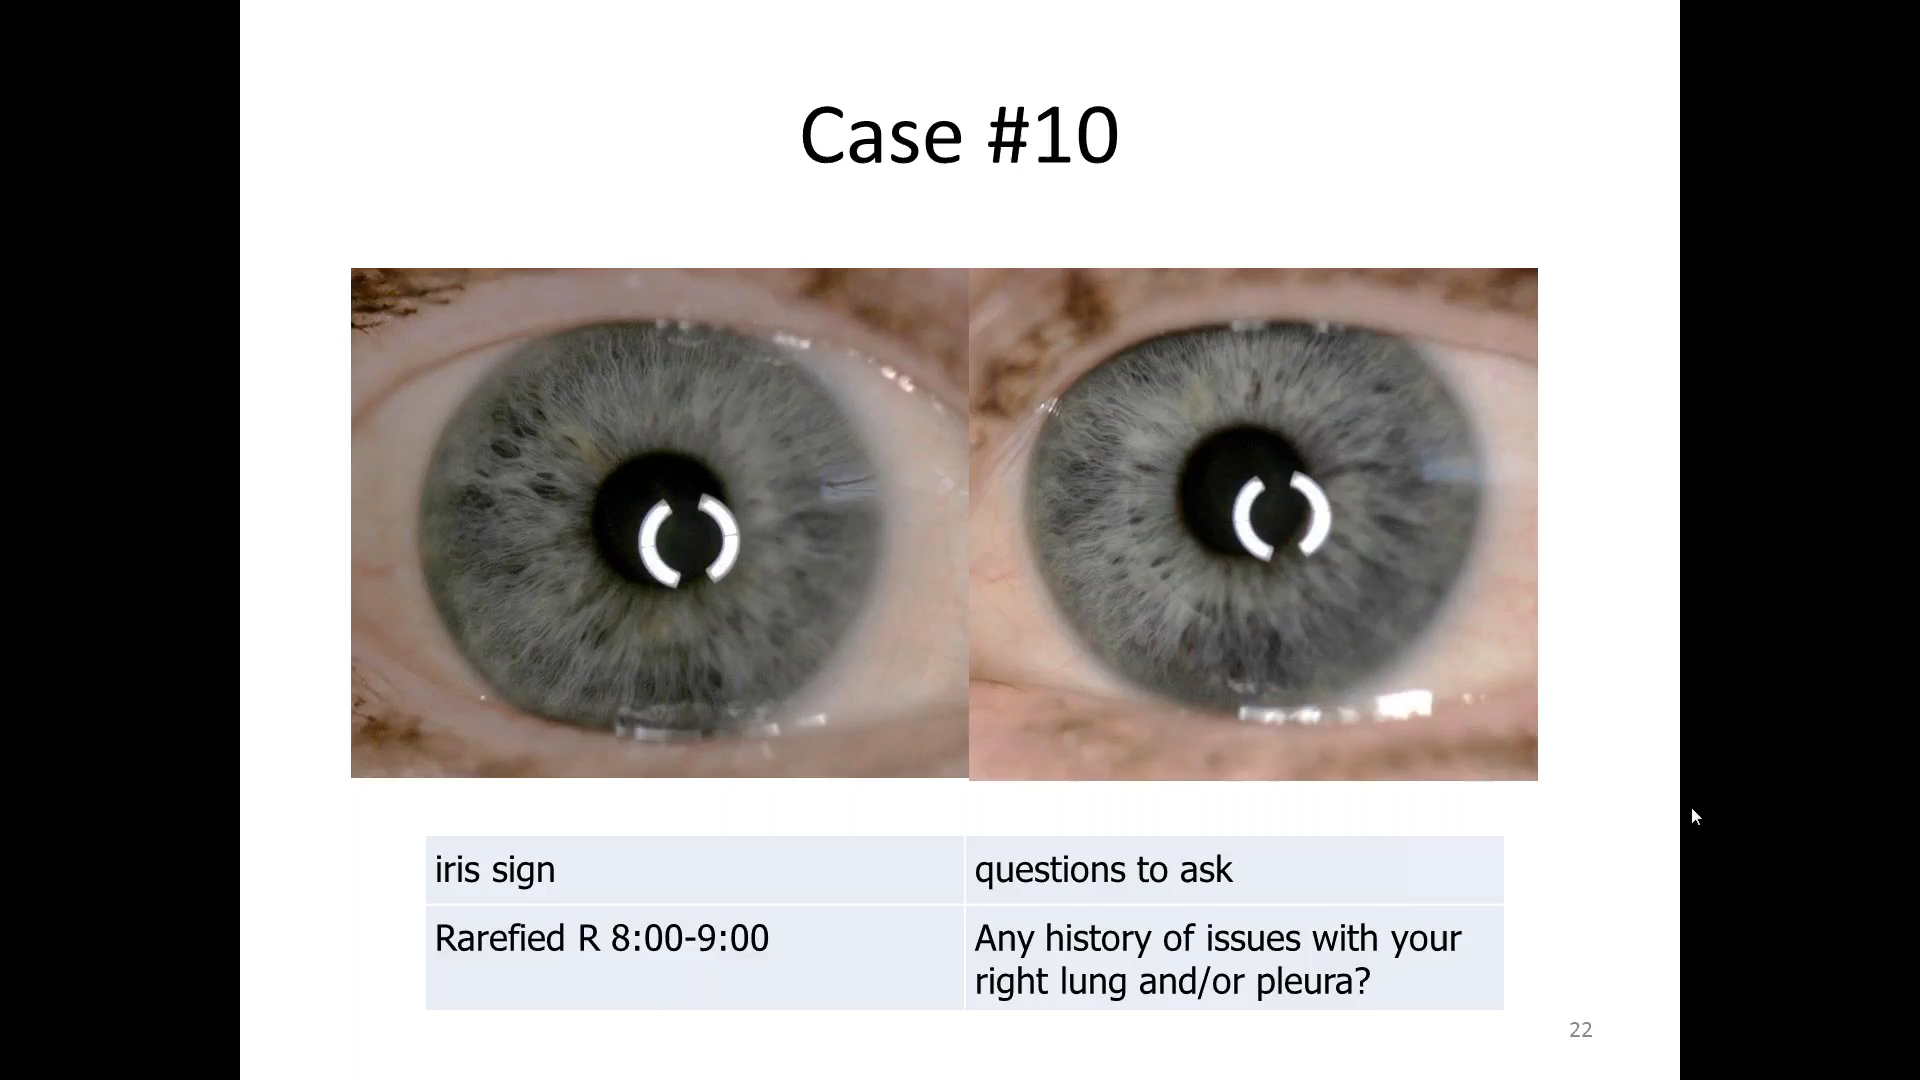 Case #10
iris sign
questions to ask
Rarefied R 8:00-9:00
Any history of issues with your
right lung and/or pleura?
22